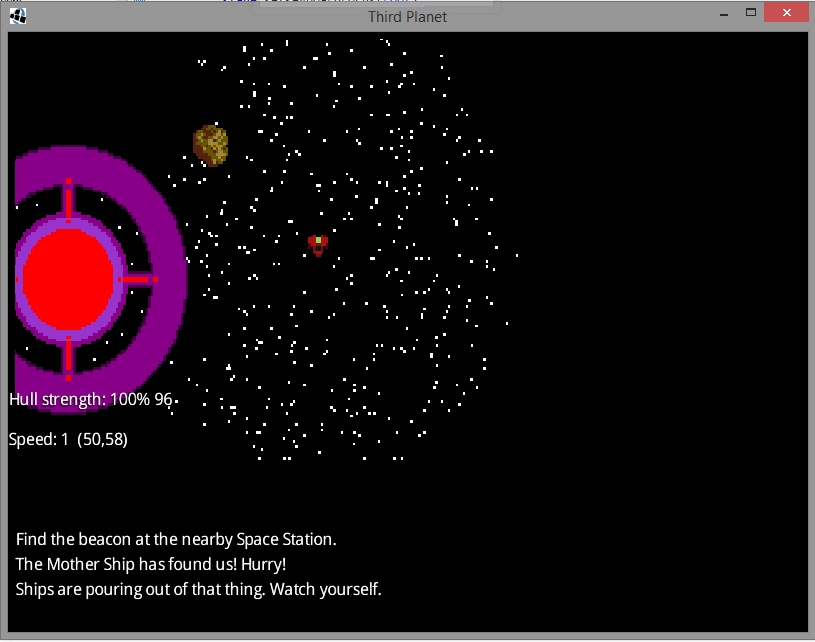 Third Planet
Hull strength: 100% 96
Speed: 1 (50,58)
Find the beacon at the nearby Space Station.
The Mother Ship has found us! Hurry!
Ships are pouring out of that thing. Watch yourself.